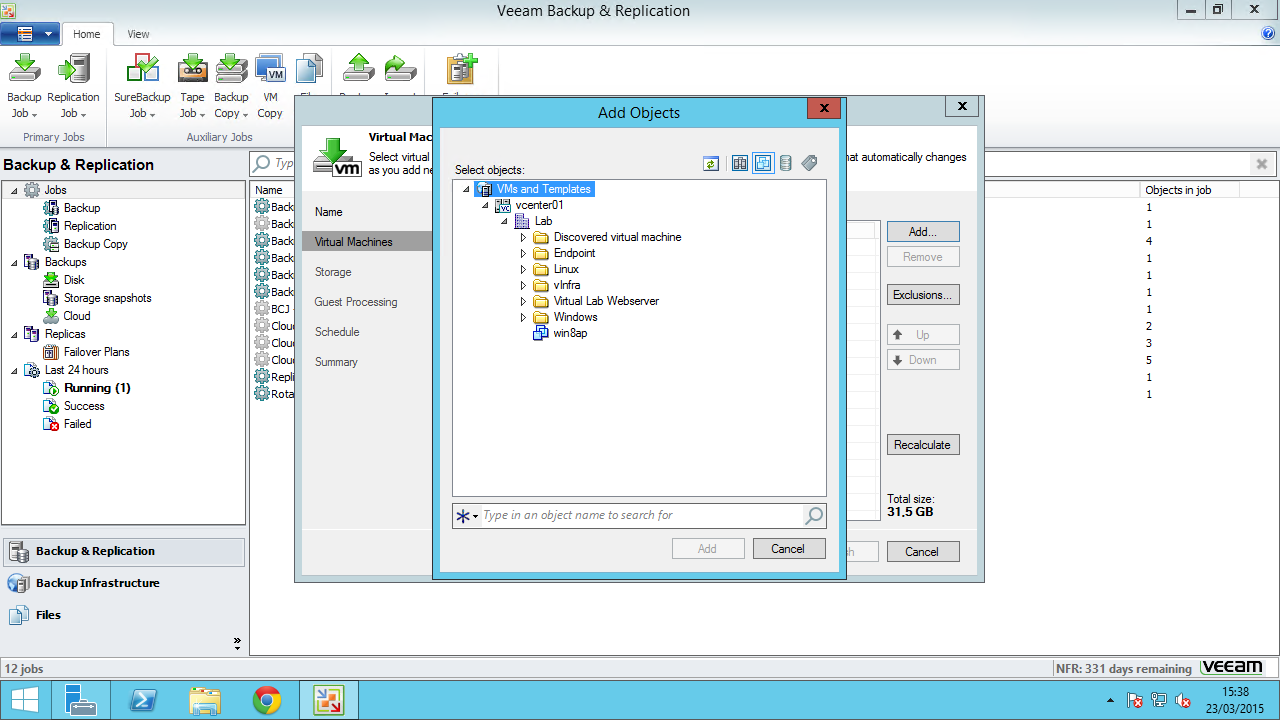 Veeam Backup & Replication
Home
View
Backup Job
Replication Job
SureBackup Job
Tape Job
Backup Copy
VM Copy
Primary Jobs
Auxiliary Jobs
Backup & Replication
Jobs
Backup
Replication
Backup Copy
Backups
Disk
Storage snapshots
Cloud
Replicas
Failover Plans
Last 24 hours
Running (1)
Success
Failed
Backup & Replication
Backup Infrastructure
Files
12 jobs
Typ
Name
Objects in job
Back
1
Back
1
Back
4
Back
1
Back
1
Back
1
BCJ
1
Cloud
2
Cloud
3
Cloud
5
Repli
1
Rota
1
Virtual Mac
Select virtual
hat automatically changes
as you add ne
Name
Virtual Machines
Storage
Guest Processing
Schedule
Summary
Add...
Remove
Exclusions...
Up
Down
Recalculate
Total size:
31,5 GB
Cancel
Add Objects
Select objects:
VMs and Templates
vcenter01
Lab
Discovered virtual machine
Endpoint
Linux
vInfra
Virtual Lab Webserver
Windows
win8ap
Type in an object name to search for
Add
Cancel
NFR: 331 days remaining
veeam
15:38
23/03/2015